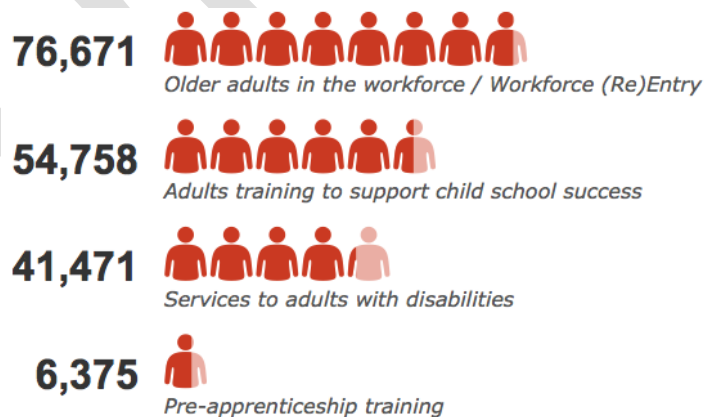 76,671
Older adults in the workforce / Workforce (Re)Entry
54,758
Adults training to support child school success
41,471
Services to adults with disabilities
6,375
Pre-apprenticeship training